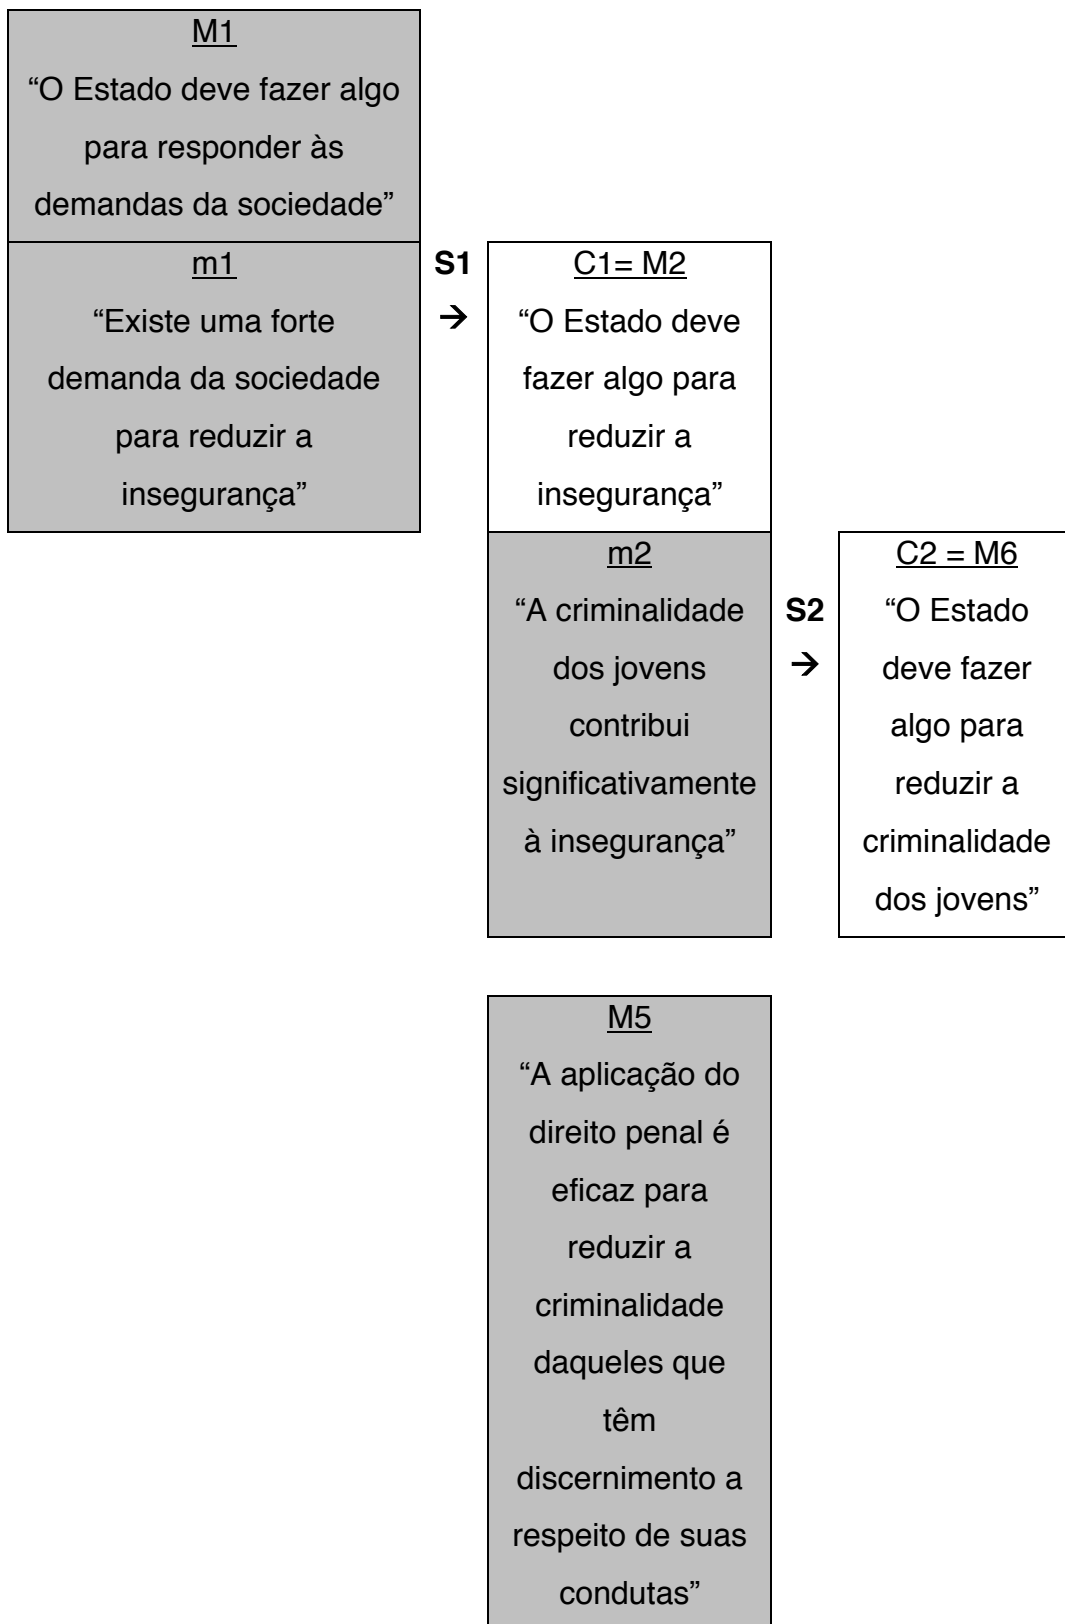 M1
“O Estado deve fazer algo
para responder às
demandas da sociedade”
m1
“Existe uma forte
demanda da sociedade
para reduzir a
insegurança”
S1
→
C1= M2
“O Estado deve
fazer algo para
reduzir a
insegurança”
m2
“A criminalidade
dos jovens
contribui
significativamente
à insegurança”
S2
→
C2 = M6
“O Estado
deve fazer
algo para
reduzir a
criminalidade
dos jovens”
M5
“A aplicação do
direito penal é
eficaz para
reduzir a
criminalidade
daqueles que
têm
discernimento a
respeito de suas
condutas”